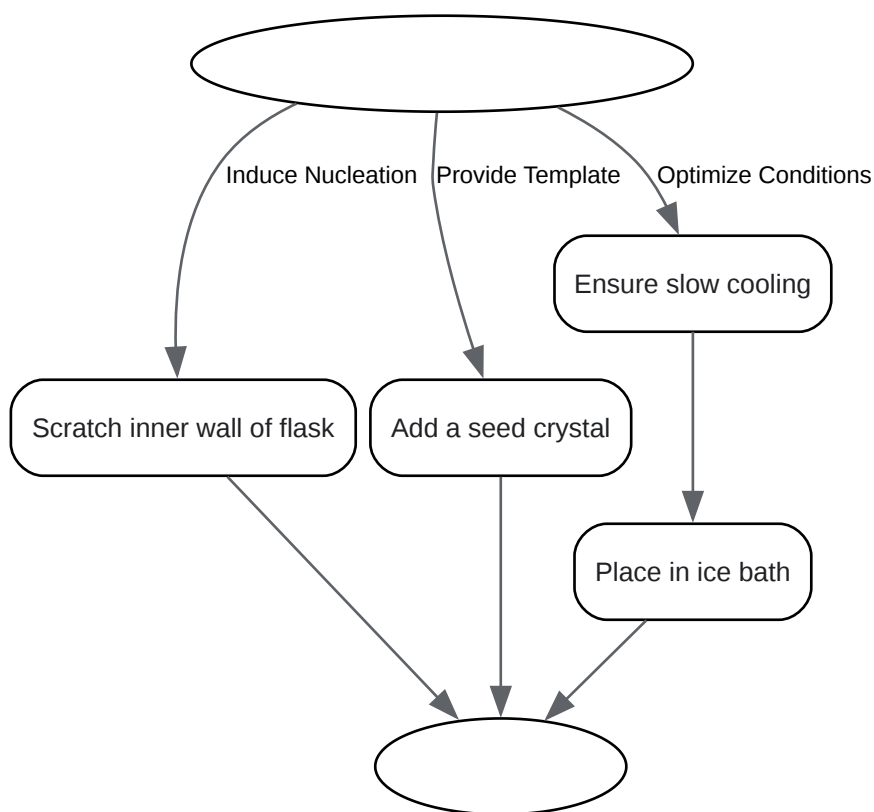 Induce Nucleation
Provide Template
Optimize Conditions
Ensure slow cooling
Scratch inner wall of flask
Add a seed crystal
Place in ice bath